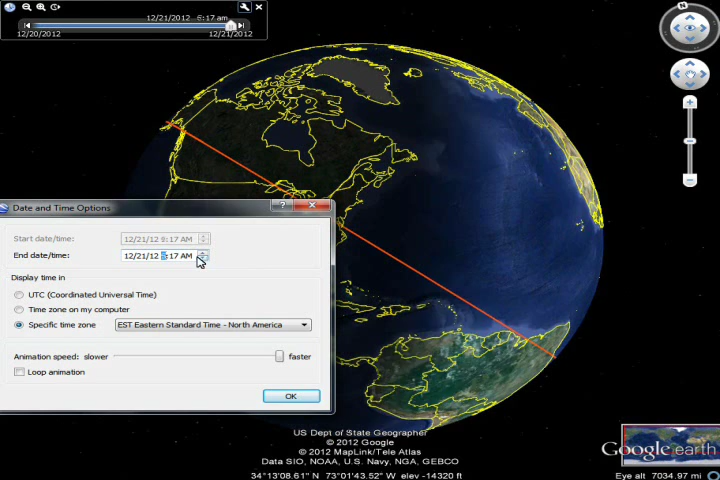 12/21/2012 6:17 am
12/20/2012
12/21/2012
Date and Time Options
Start date/time:
12/21/12 :17 AM
End date/time:
12/21/12 :17 AM
Display time in
UTC (Coordinated Universal Time)
Time zone on my computer
Specific time zone
EST Eastern Standard Time - North America
Animation speed:
slower
faster
Loop animation
OK
US Dept of State Geographer
© 2012 Google
© 2012 MapLink/Tele Atlas
Data SIO, NOAA, U.S. Navy, NGA, GEBCO
Google earth
34°13'08.61" N 73°01'43.52" W elev -14320 ft
Eye alt 7034.97 mi